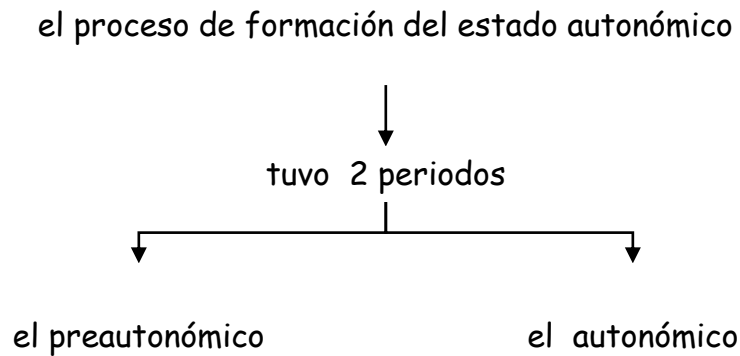 el proceso de formación del estado autonómico
tuvo 2 periodos
el preautonómico
el autonómico